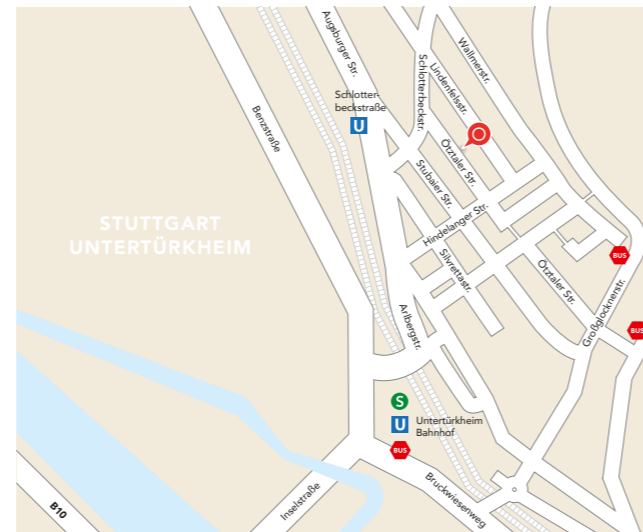 Augsburger Str.
Wallmerstr.
Lindenfelsstr.
Schlotterbeckstr.
Schlotter-
beckstraße
U
Benzstraße
Ötztaler Str.
Stubaier Str.
STUTTGART
UNTERTÜRKHEIM
Hindelanger Str.
Silvrettastr.
BUS
Ötztaler Str.
Großglocknerstr.
Arlbergstr.
BUS
S
U
Untertürkheim
Bahnhof
BUS
Bruckwiesenweg
Inselstraße
B10